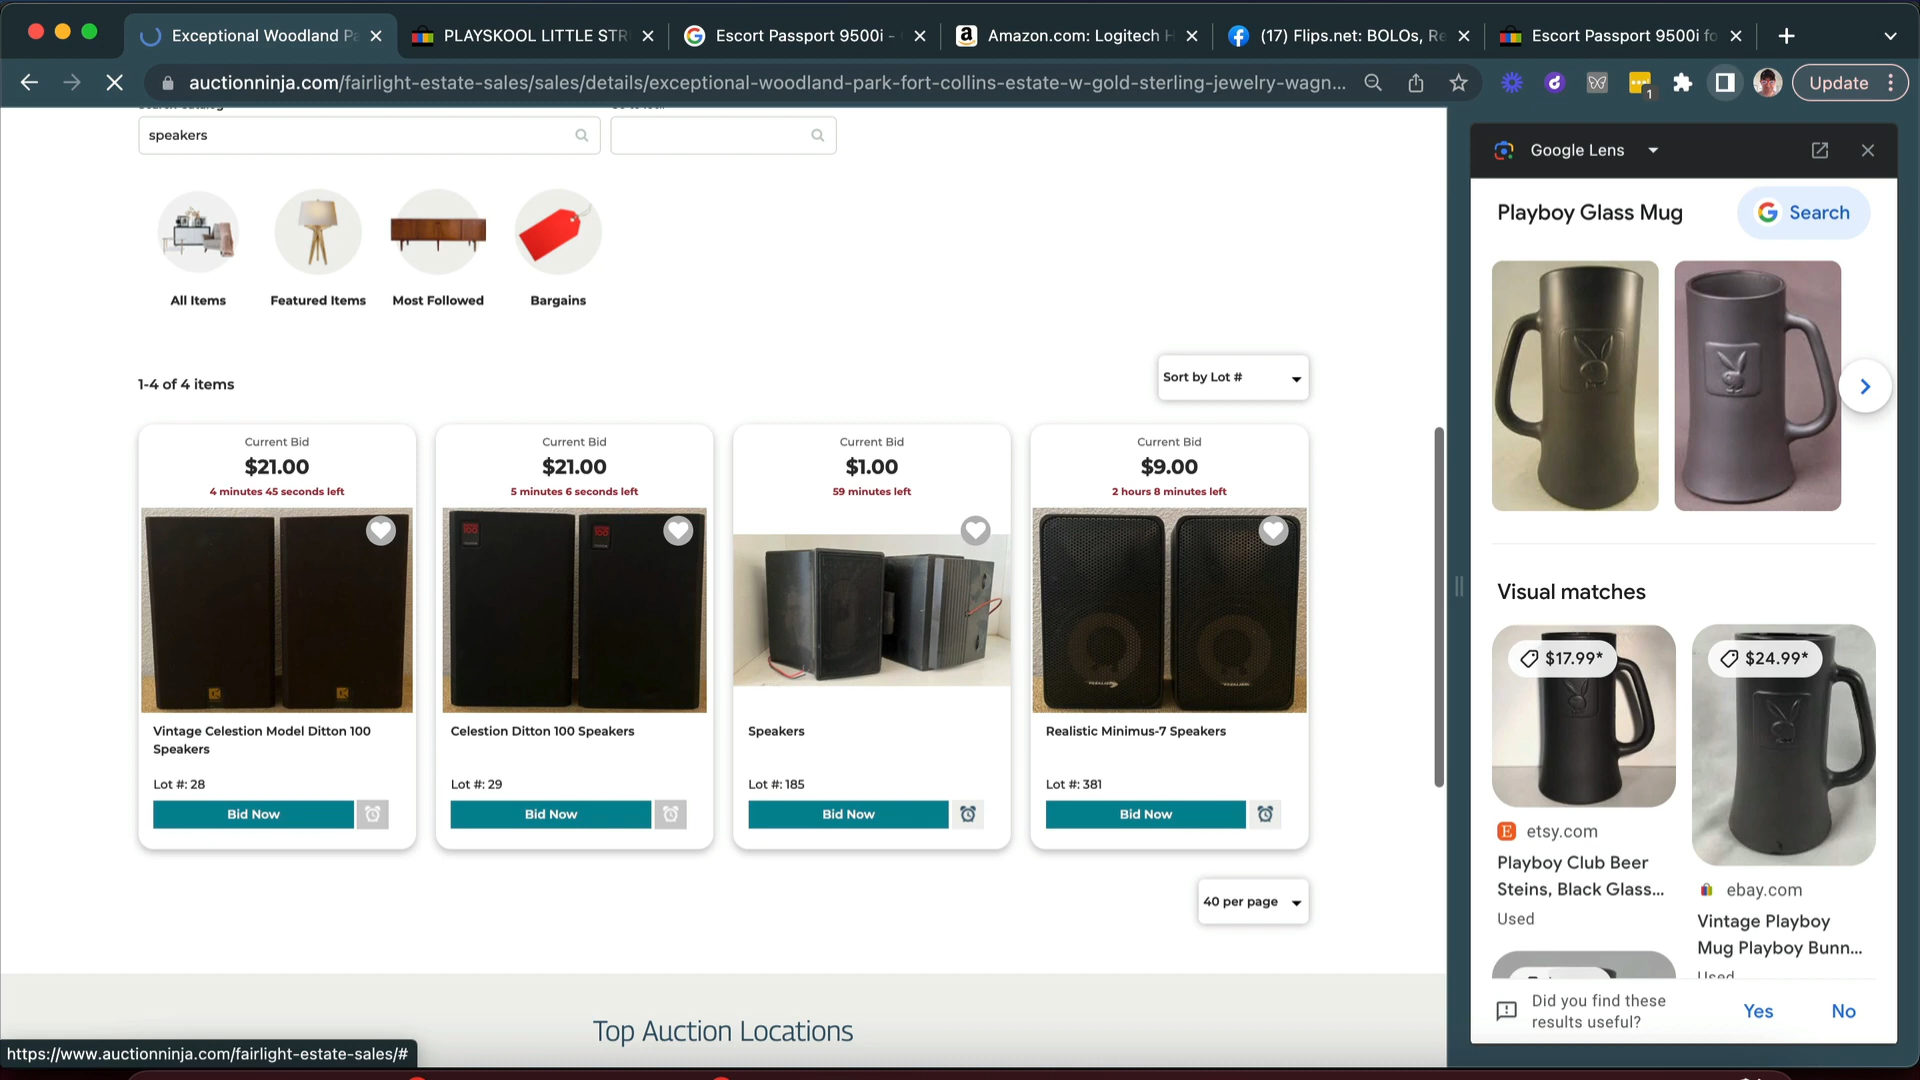 Exceptional Woodland Pa
PLAYSKOOL LITTLE STR
Escort Passport 9500i -
Amazon.com: Logitech H
(17) Flips.net: BOLOs, Re
Escort Passport 9500i fo
auctionninja.com/fairlight-estate-sales/sales/details/exceptional-woodland-park-fort-collins-estate-w-gold-sterling-jewelry-wagn...
1
Update
speakers
All Items
Featured Items
Most Followed
Bargains
1-4 of 4 items
Sort by Lot #
Current Bid
$21.00
4 minutes 45 seconds left
Vintage Celestion Model Ditton 100
Speakers
Lot #: 28
Bid Now
Current Bid
$21.00
5 minutes 6 seconds left
100
100
Celestion Ditton 100 Speakers
Lot #: 29
Bid Now
Current Bid
$1.00
59 minutes left
Speakers
Lot #: 185
Bid Now
Current Bid
$9.00
2 hours 8 minutes left
Realistic Minimus-7 Speakers
Lot #: 381
Bid Now
40 per page
Top Auction Locations
https://www.auctionninja.com/fairlight-estate-sales/#
Google Lens
Playboy Glass Mug
Search
Visual matches
$17.99*
etsy.com
Playboy Club Beer
Steins, Black Glass...
Used
$24.99*
ebay.com
Vintage Playboy
Mug Playboy Bunn...
Used
Did you find these
results useful?
Yes
No